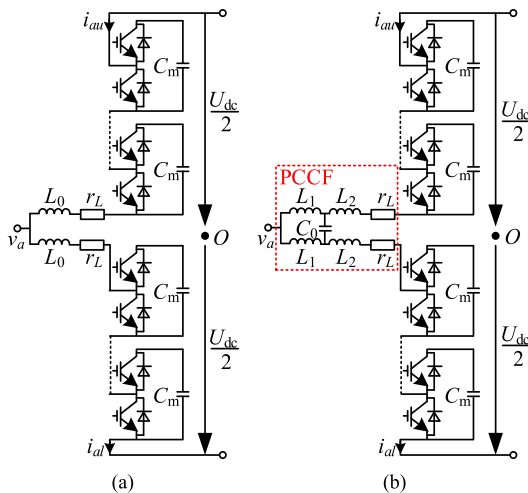 i_au
C_m
U_dc
2
C_m
L_0 r_L
v_a
L_0 r_L
O
C_m
U_dc
2
C_m
i_al
(a)
i_au
C_m
U_dc
2
C_m
PCCF
L_1 L_2 r_L
v_a
C_0
L_1 L_2 r_L
O
C_m
U_dc
2
C_m
i_al
(b)